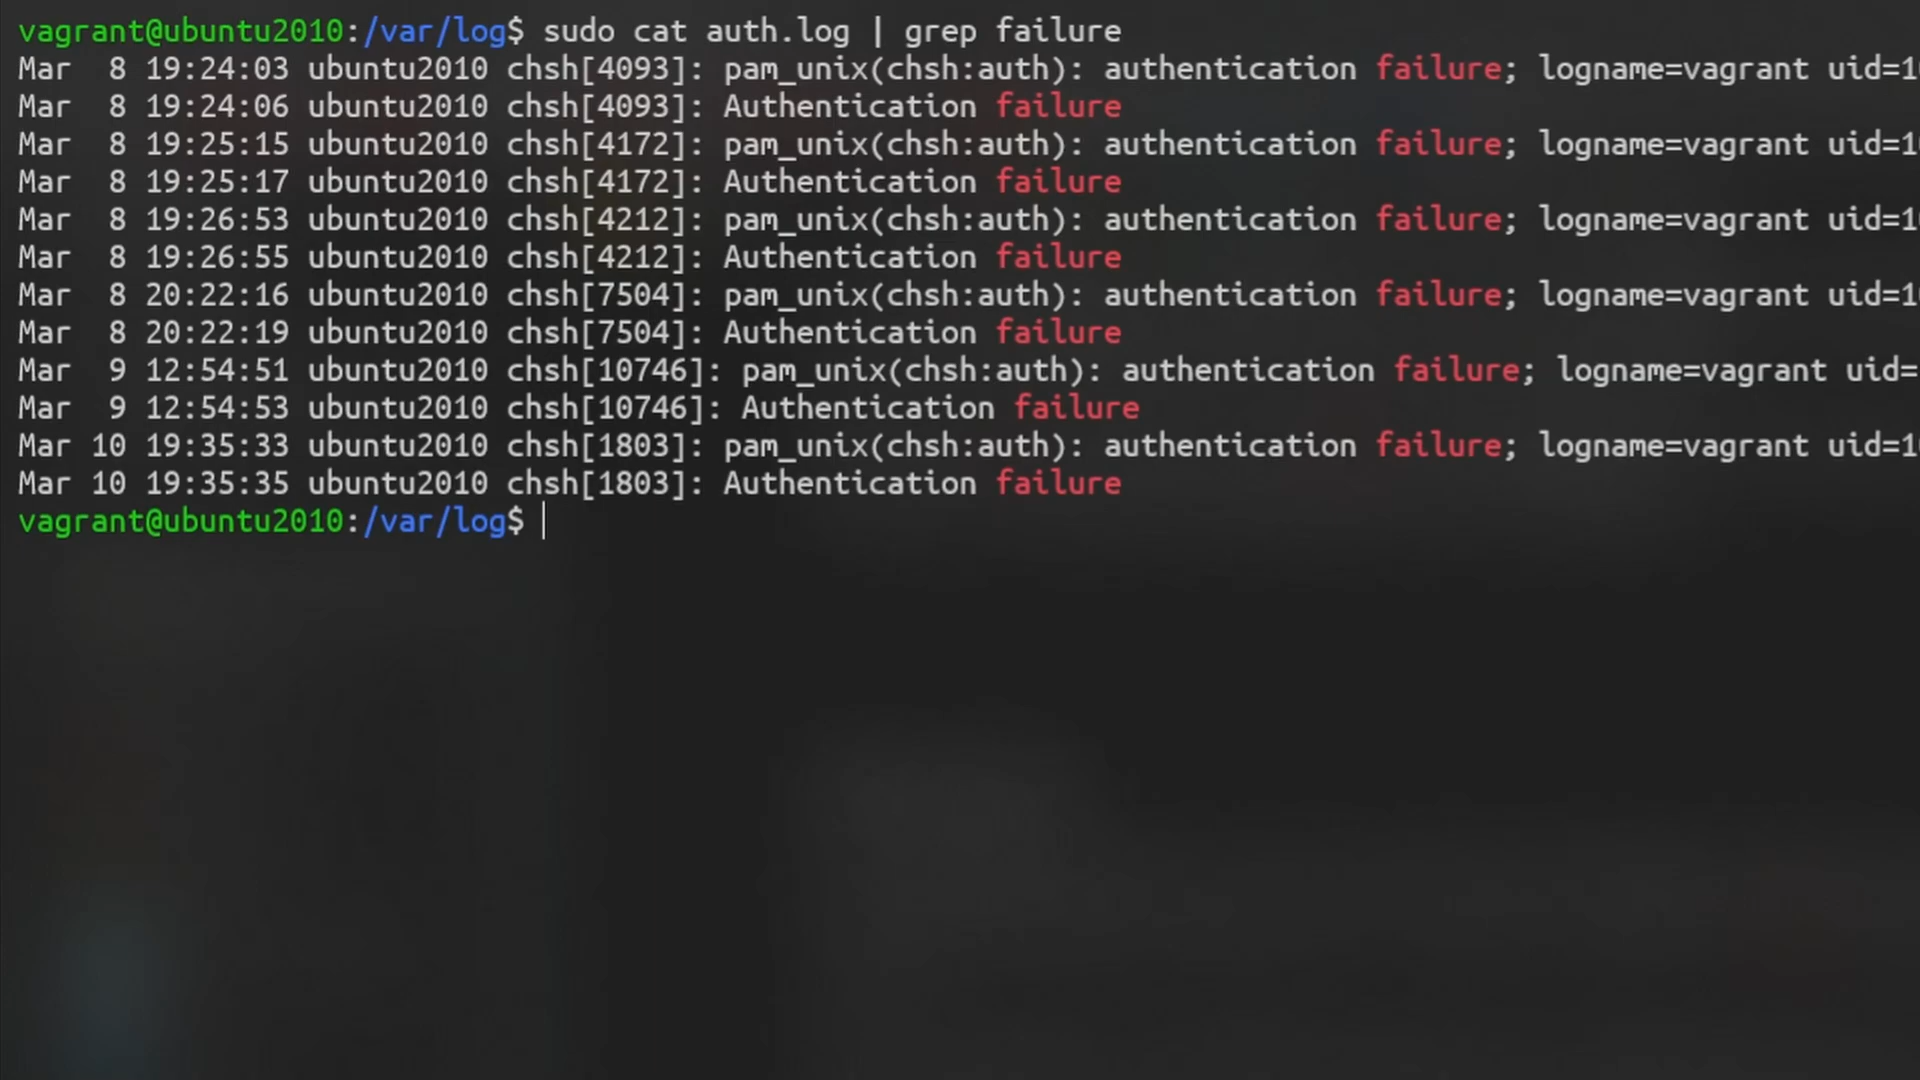 vagrant@ubuntu2010:/var/log$ sudo cat auth.log | grep failure
Mar  8 19:24:03 ubuntu2010 chsh[4093]: pam_unix(chsh:auth): authentication failure; logname=vagrant uid=1
Mar  8 19:24:06 ubuntu2010 chsh[4093]: Authentication failure
Mar  8 19:25:15 ubuntu2010 chsh[4172]: pam_unix(chsh:auth): authentication failure; logname=vagrant uid=1
Mar  8 19:25:17 ubuntu2010 chsh[4172]: Authentication failure
Mar  8 19:26:53 ubuntu2010 chsh[4212]: pam_unix(chsh:auth): authentication failure; logname=vagrant uid=1
Mar  8 19:26:55 ubuntu2010 chsh[4212]: Authentication failure
Mar  8 20:22:16 ubuntu2010 chsh[7504]: pam_unix(chsh:auth): authentication failure; logname=vagrant uid=1
Mar  8 20:22:19 ubuntu2010 chsh[7504]: Authentication failure
Mar  9 12:54:51 ubuntu2010 chsh[10746]: pam_unix(chsh:auth): authentication failure; logname=vagrant uid=
Mar  9 12:54:53 ubuntu2010 chsh[10746]: Authentication failure
Mar 10 19:35:33 ubuntu2010 chsh[1803]: pam_unix(chsh:auth): authentication failure; logname=vagrant uid=1
Mar 10 19:35:35 ubuntu2010 chsh[1803]: Authentication failure
vagrant@ubuntu2010:/var/log$